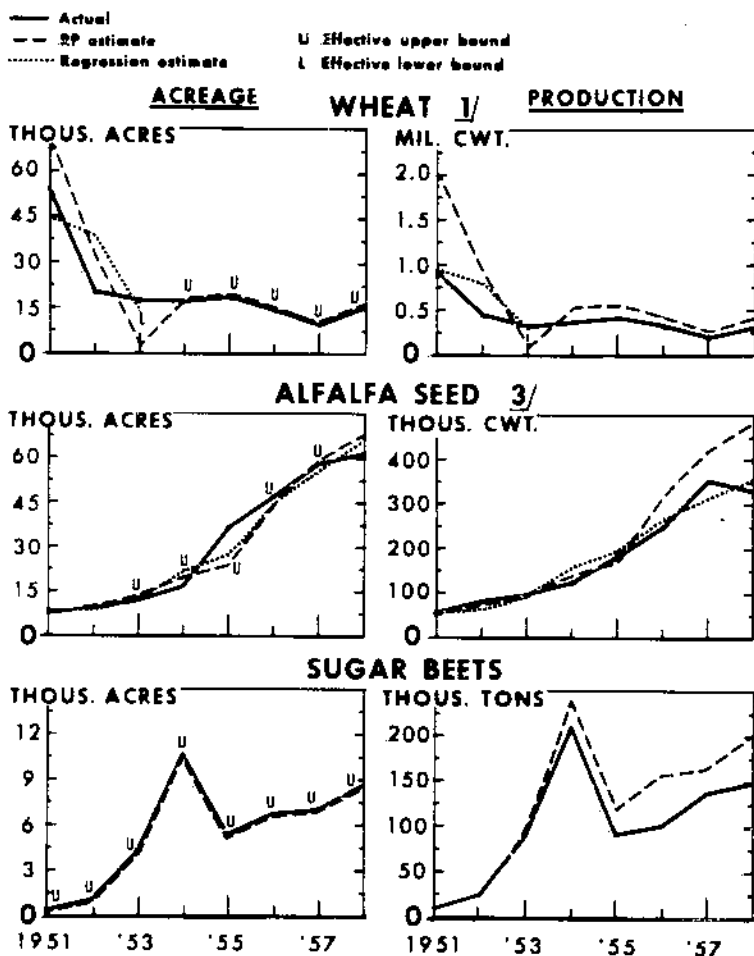 Actual
RP estimate U Effective upper bound
Regression estimate L Effective lower bound
ACREAGE PRODUCTION
WHEAT 1/
THOUS. ACRES MIL. CWT.
60 2.0
45 1.5
30 1.0
15 0.5
0 0
U U U U U
ALFALFA SEED 3/
THOUS. ACRES THOUS. CWT.
60 400
45 300
30 200
15 100
0 0
U U U U U
SUGAR BEETS
THOUS. ACRES THOUS. TONS
12 200
9 150
6 100
3 50
0 0
U U U U U U U U
1951 '53 '55 '57 1951 '53 '55 '57